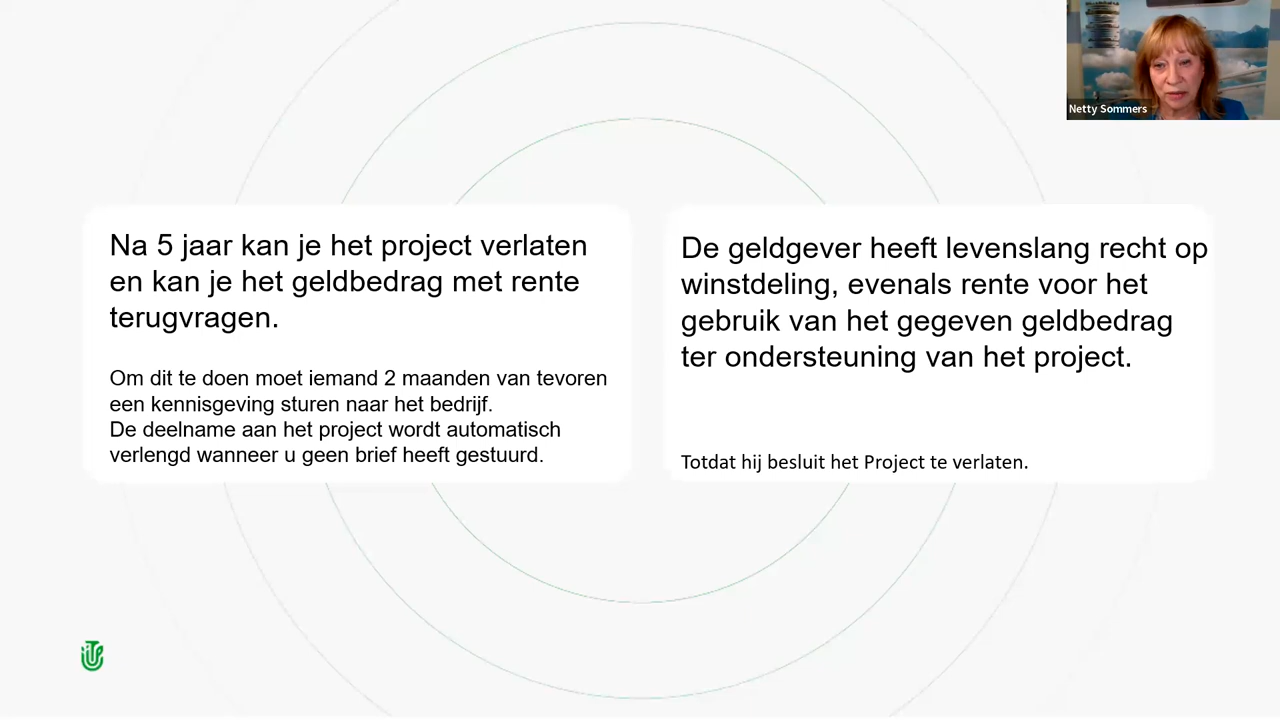 Netty Sommers
Na 5 jaar kan je het project verlaten
en kan je het geldbedrag met rente
terugvragen.
Om dit te doen moet iemand 2 maanden van tevoren
een kennisgeving sturen naar het bedrijf.
De deelname aan het project wordt automatisch
verlengd wanneer u geen brief heeft gestuurd.
De geldgever heeft levenslang recht op
winstdeling, evenals rente voor het
gebruik van het gegeven geldbedrag
ter ondersteuning van het project.
Totdat hij besluit het Project te verlaten.